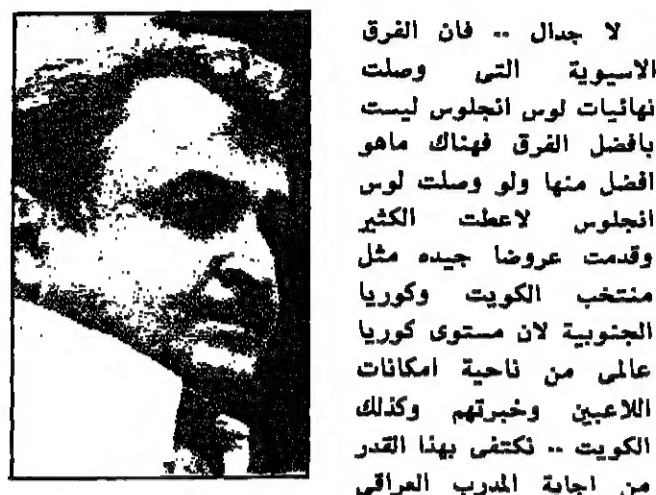 لا جدال .. فان الفرق
الاسيوية التى وصلت
نهائيات لوس انجلوس ليست
بافضل الفرق فهناك ماهو
افضل منها ولو وصلت لوس
انجلوس لاعطت الكثير
وقدمت عروضا جيده مثل
منتخب الكويت وكوريا
الجنوبية لان مستوى كوريا
عالمى من ناحية امكانات
اللاعبين وخبرتهم وكذلك
الكويت .. نكتفى بهذا القدر
من اجابة المدرب العراقى